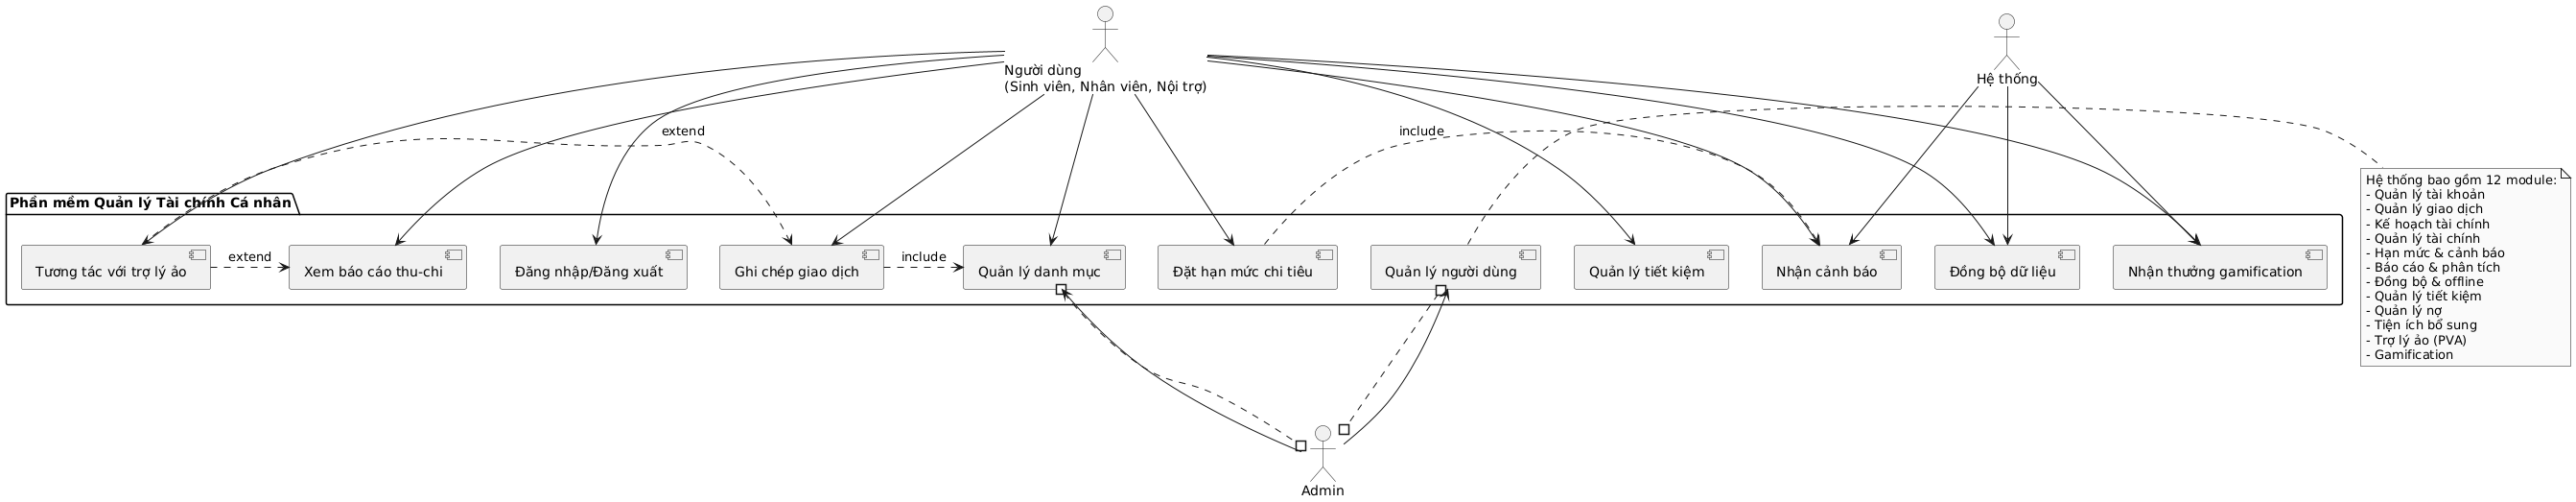 Người dùng
(Sinh viên, Nhân viên, Nội trợ)
Hệ thống
extend
include
Phần mềm Quản lý Tài chính Cá nhân
Tương tác với trợ lý ảo
extend
Xem báo cáo thu-chi
Đăng nhập/Đăng xuất
Ghi chép giao dịch
include
Quản lý danh mục
Đặt hạn mức chi tiêu
Quản lý người dùng
Quản lý tiết kiệm
Nhận cảnh báo
Đồng bộ dữ liệu
Nhận thưởng gamification
Hệ thống bao gồm 12 module:
- Quản lý tài khoản
- Quản lý giao dịch
- Kế hoạch tài chính
- Quản lý tài chính
- Hạn mức & cảnh báo
- Báo cáo & phân tích
- Đồng bộ & offline
- Quản lý tiết kiệm
- Quản lý nợ
- Tiện ích bổ sung
- Trợ lý ảo (PVA)
- Gamification
Admin